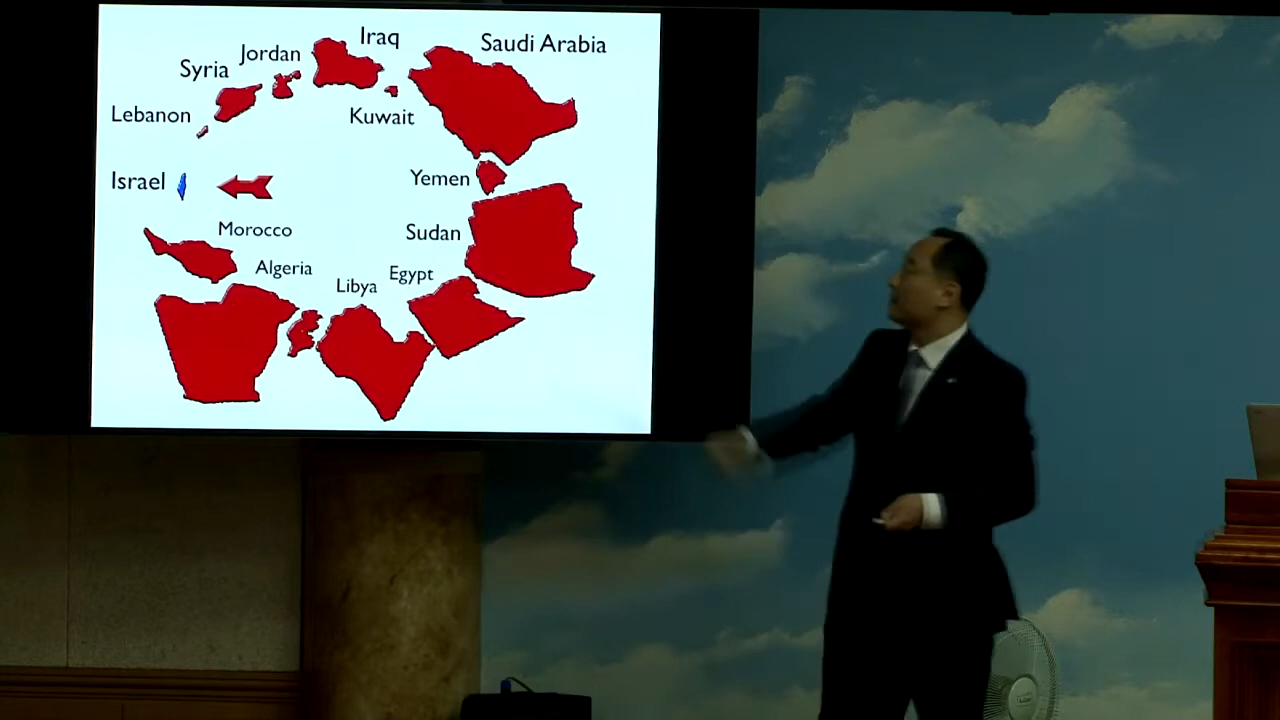 Iraq
Saudi Arabia
Jordan
Syria
Lebanon
Kuwait
Israel
Yemen
Morocco
Sudan
Algeria
Egypt
Libya